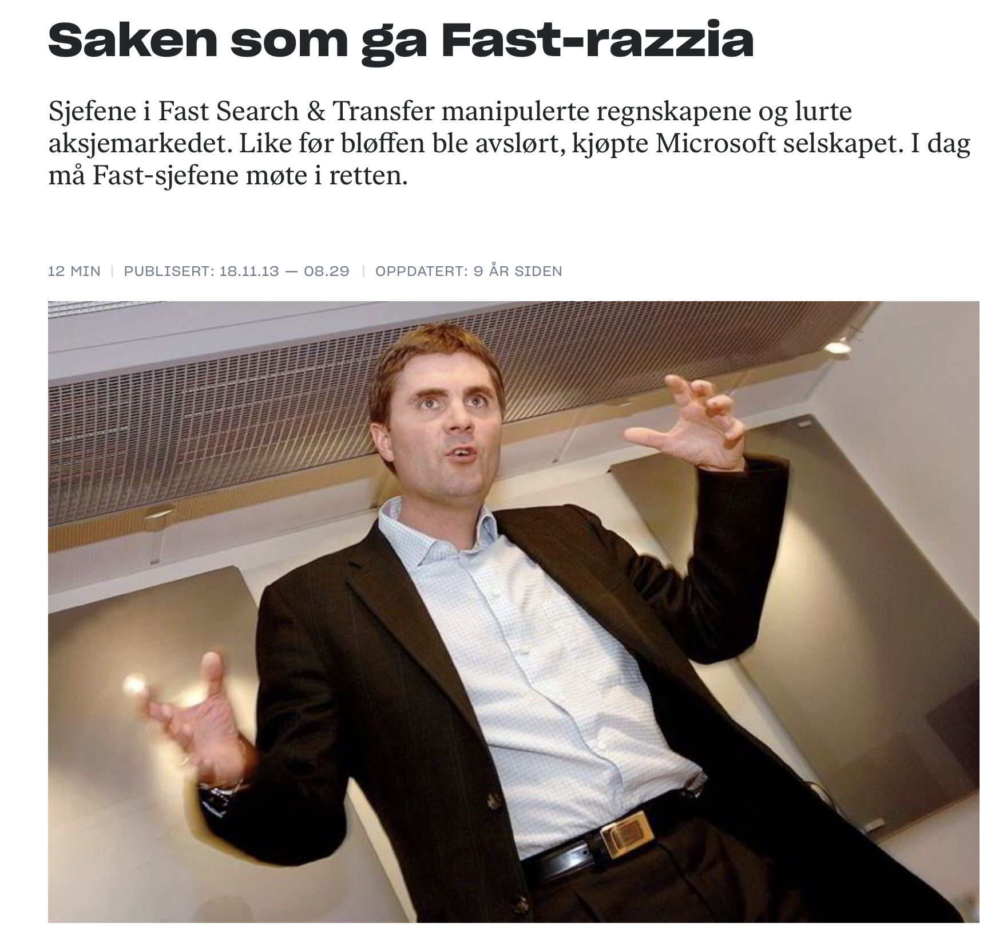 Saken som ga Fast-razzia
Sjefene i Fast Search & Transfer manipulerte regnskapene og lurte
aksjemarkedet. Like før bløffen ble avslørt, kjøpte Microsoft selskapet. I dag
må Fast-sjefene møte i retten.
12 MIN | PUBLISERT: 18.11.13 — 08.29 | OPPDATERT: 9 ÅR SIDEN